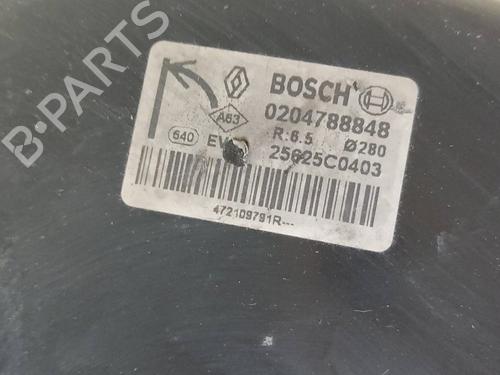 B-PARTS
BOSCH
0204788848
A63
R:6.5 Ø280
640 EV
25625C0403
472109791R---